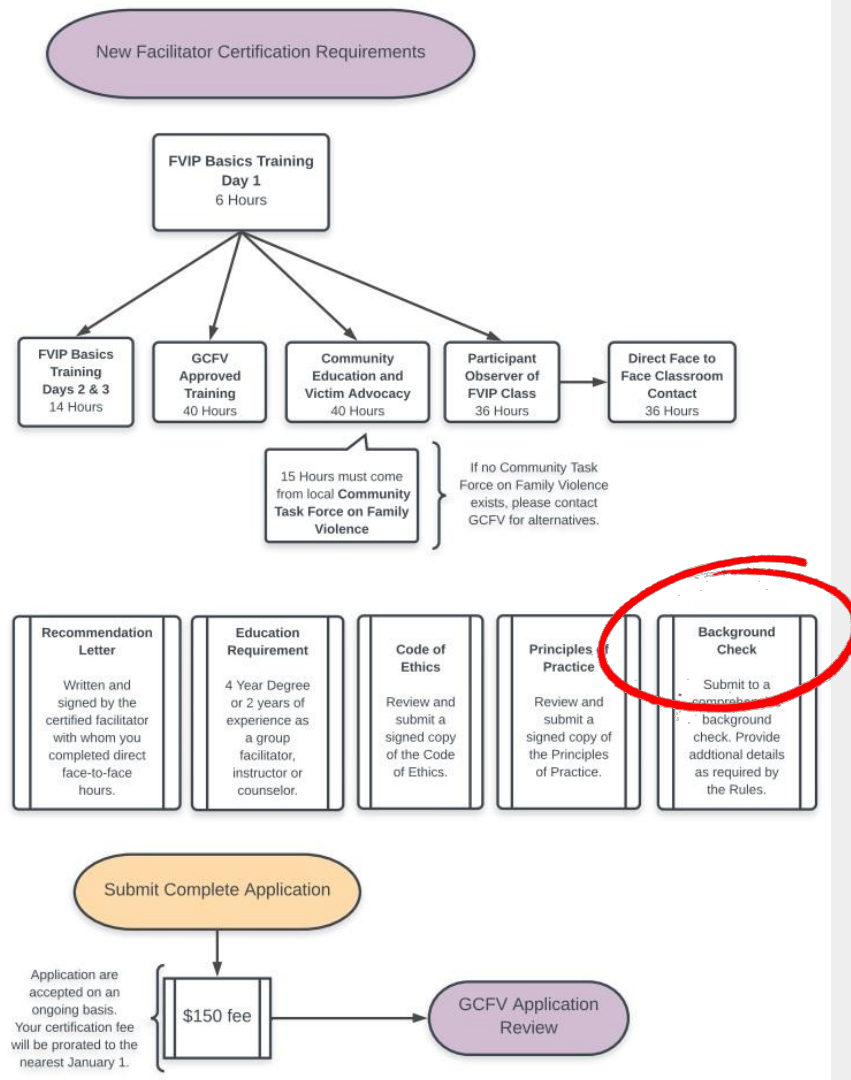 New Facilitator Certification Requirements
FVIP Basics Training
Day 1
6 Hours
FVIP Basics
Training
Days 2 & 3
14 Hours
GCFV
Approved
Training
40 Hours
Community
Education and
Victim Advocacy
40 Hours
Participant
Observer of
FVIP Class
36 Hours
Direct Face to
Face Classroom
Contact
36 Hours
15 Hours must come
from local Community
Task Force on Family
Violence
If no Community Task
Force on Family Violence
exists, please contact
GCFV for alternatives.
Recommendation
Letter
Written and
signed by the
certified facilitator
with whom you
completed direct
face-to-face
hours.
Education
Requirement
4 Year Degree
or 2 years of
experience as
a group
facilitator,
instructor or
counselor.
Code of
Ethics
Review and
submit a
signed copy
of the Code
of Ethics.
Principles of
Practice
Review and
submit a
signed copy of
the Principles
of Practice.
Background
Check
Submit to a
comprehensive
background
check. Provide
addtional details
as required by
the Rules.
Submit Complete Application
Application are
accepted on an
ongoing basis.
Your certification fee
will be prorated to the
nearest January 1.
$150 fee
GCFV Application
Review